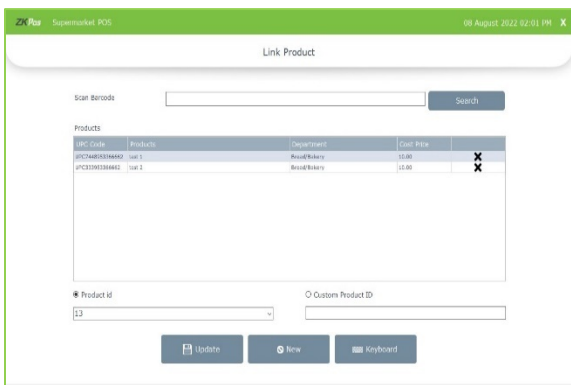 ZKPos Supermarket POS 08 August 2022 02:01 PM X
Link Product
Scan Barcode Search
Products
UPC Code Products Department Cost Price
test 1 Bread/Bakery 10.00 X
test 2 Bread/Bakery 10.00 X
Product id Custom Product ID
13
Update New Keyboard